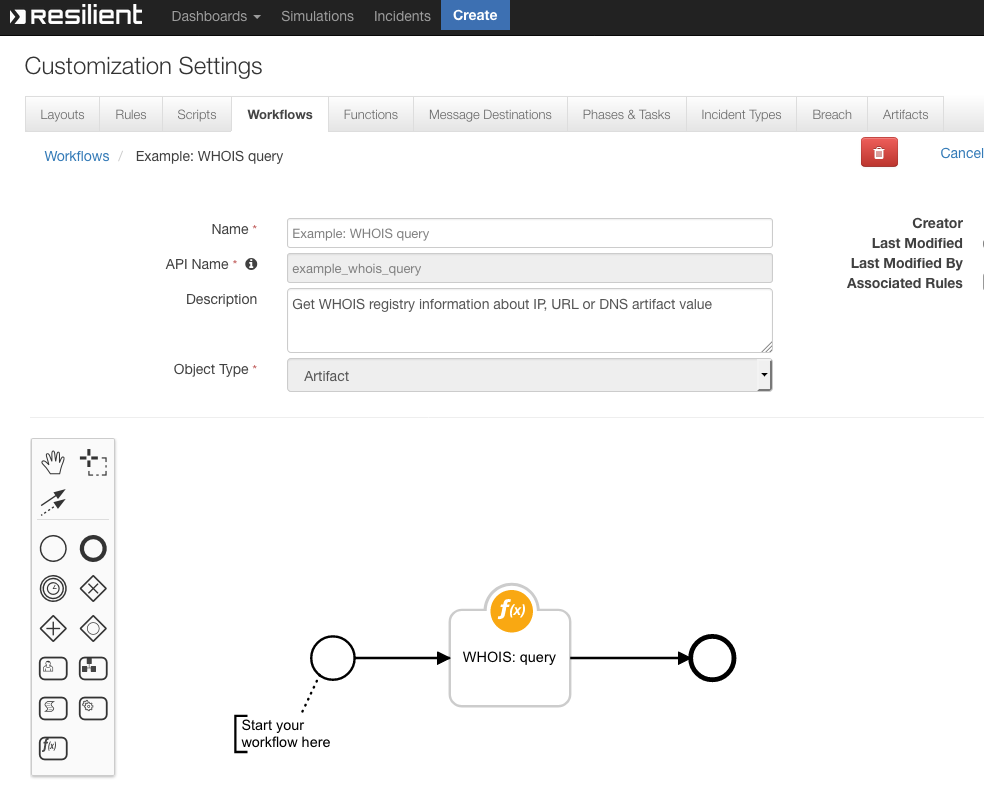 resilient Dashboards Simulations Incidents Create
Customization Settings
Layouts Rules Scripts Workflows Functions Message Destinations Phases & Tasks Incident Types Breach Artifacts
Workflows / Example: WHOIS query Cancel
Name * Example: WHOIS query
API Name * example_whois_query
Description Get WHOIS registry information about IP, URL or DNS artifact value
Object Type * Artifact
Creator
Last Modified
Last Modified By
Associated Rules
f(x)
WHOIS: query
Start your
workflow here
f(x)